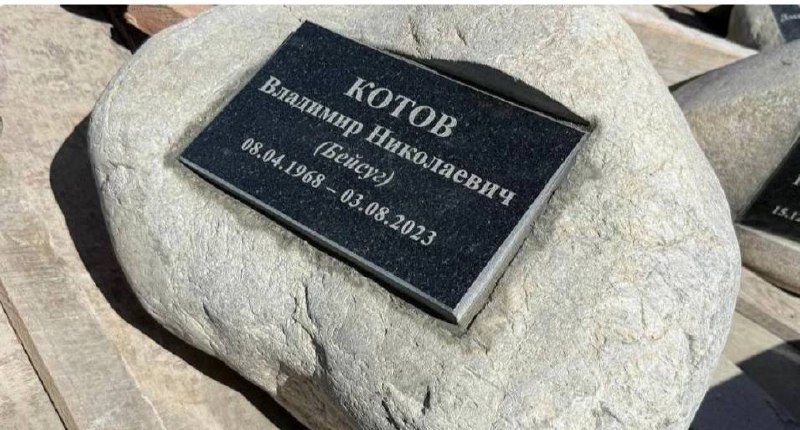 КОТОВ
Владимир Николаевич
(Бейсуг)
08.04.1968 – 03.08.2023